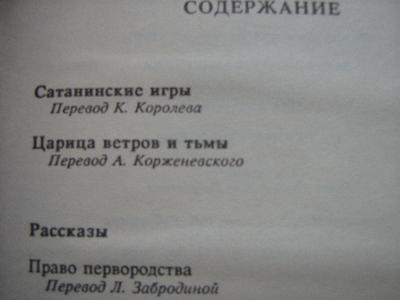 СОДЕРЖАНИЕ
Сатанинские игры
Перевод К. Королева
Царица ветров и тьмы
Перевод А. Корженевского
Рассказы
Право первородства
Перевод Л. Забродиной